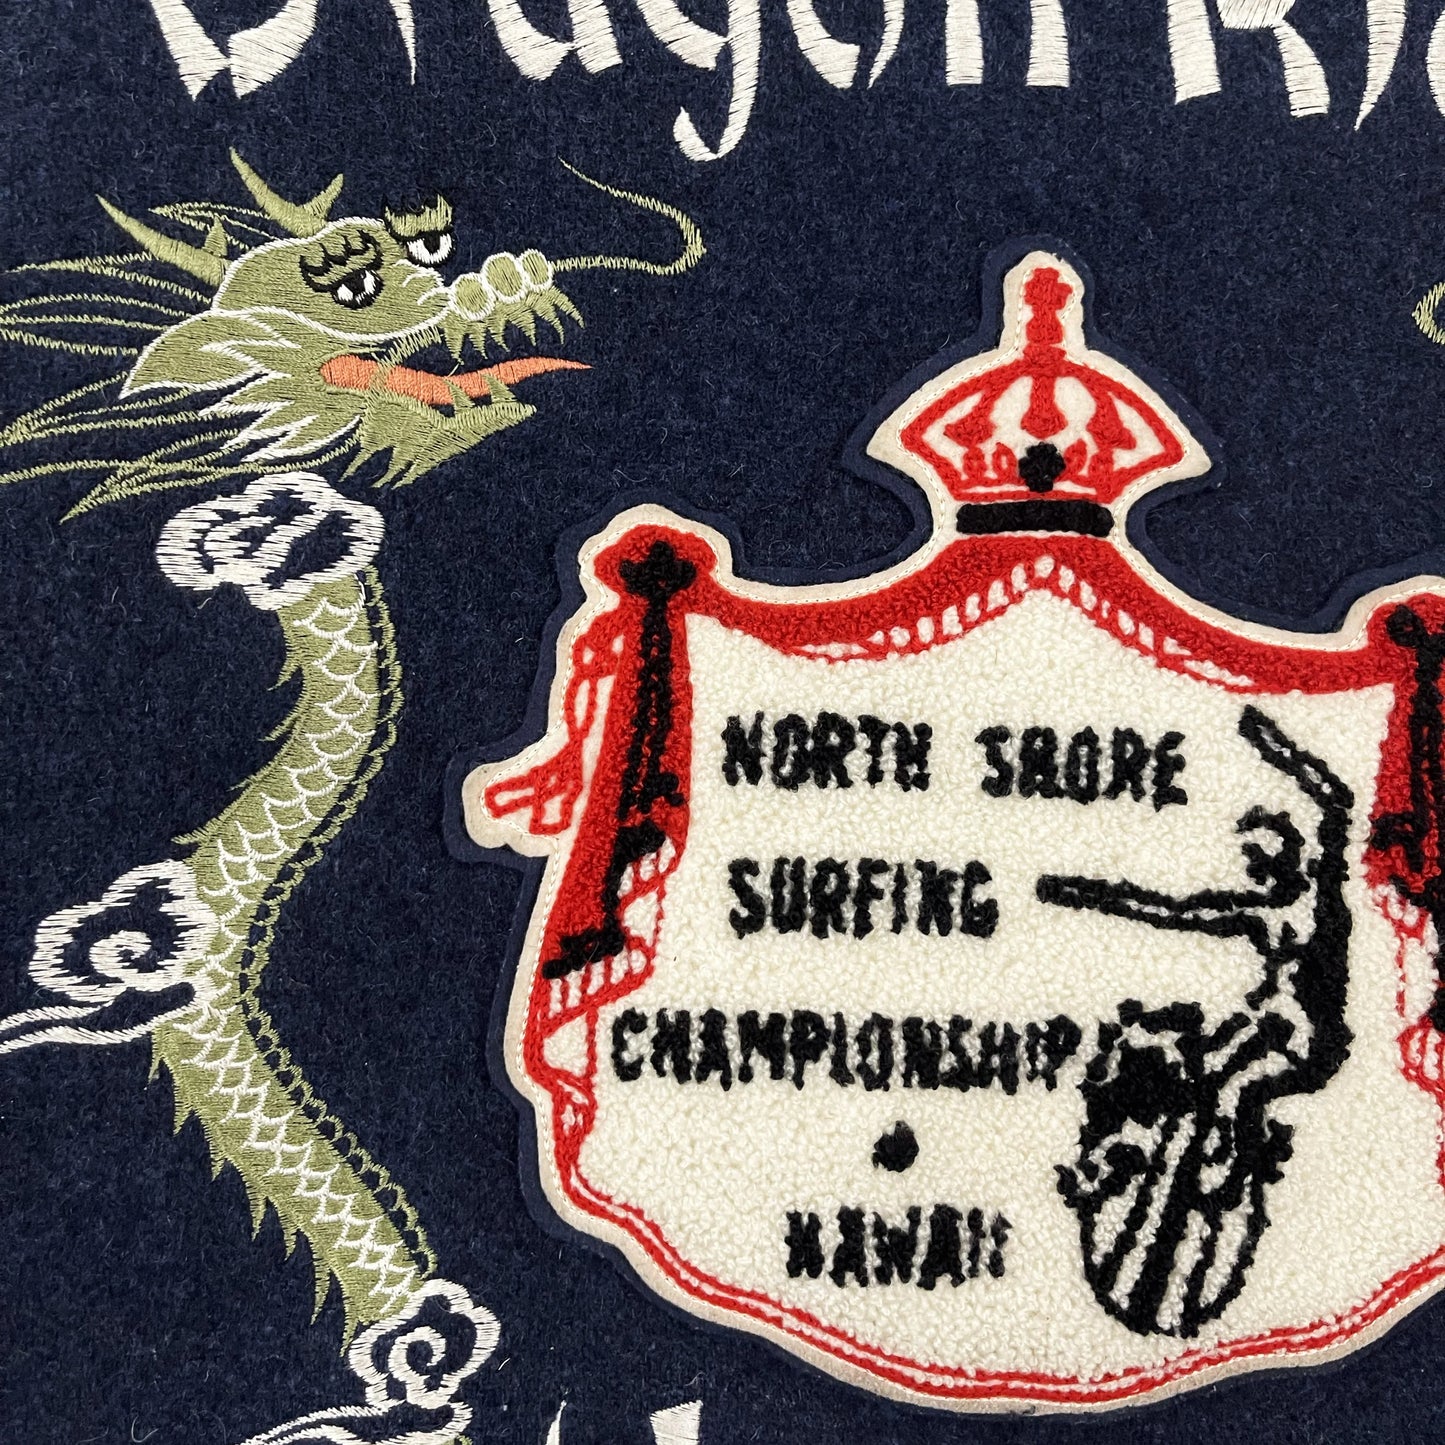 Dragon
NORTH SHORE
SURFING
CHAMPIONSHIP
•
HAWAII